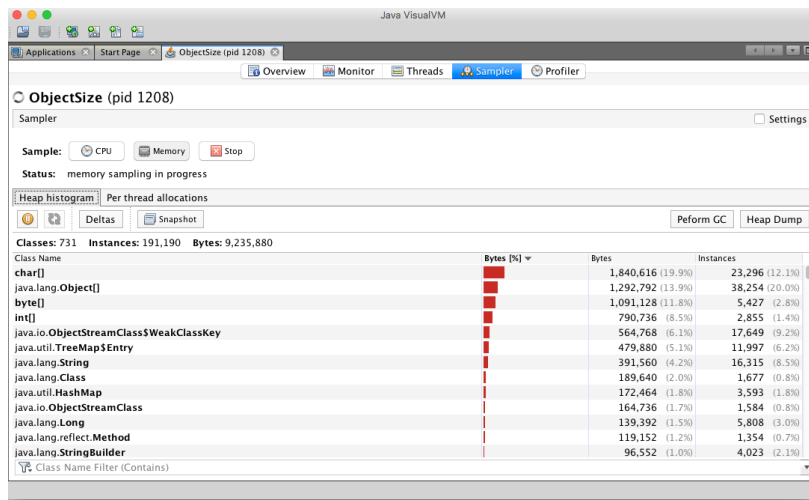 Java VisualVM
Applications Start Page ObjectSize (pid 1208)
Overview Monitor Threads Sampler Profiler
ObjectSize (pid 1208)
Sampler Settings
Sample: CPU Memory Stop
Status: memory sampling in progress
Heap histogram Per thread allocations
Deltas Snapshot Peform GC Heap Dump
Classes: 731 Instances: 191,190 Bytes: 9,235,880
Class Name Bytes [%] Bytes Instances
char[] 1,840,616 (19.9%) 23,296 (12.1%)
java.lang.Object[] 1,292,792 (13.9%) 38,254 (20.0%)
byte[] 1,091,128 (11.8%) 5,427 (2.8%)
int[] 790,736 (8.5%) 2,855 (1.4%)
java.io.ObjectStreamClass$WeakClassKey 564,768 (6.1%) 17,649 (9.2%)
java.util.TreeMap$Entry 479,880 (5.1%) 11,997 (6.2%)
java.lang.String 391,560 (4.2%) 16,315 (8.5%)
java.lang.Class 189,640 (2.0%) 1,677 (0.8%)
java.util.HashMap 172,464 (1.8%) 3,593 (1.8%)
java.io.ObjectStreamClass 164,736 (1.7%) 1,584 (0.8%)
java.lang.Long 139,392 (1.5%) 5,808 (3.0%)
java.lang.reflect.Method 119,152 (1.2%) 1,354 (0.7%)
java.lang.StringBuilder 96,552 (1.0%) 4,023 (2.1%)
Class Name Filter (Contains)